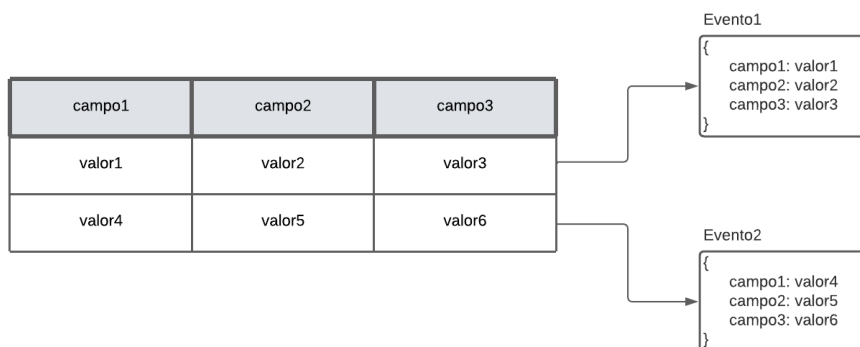 campo1 campo2 campo3
valor1 valor2 valor3
valor4 valor5 valor6
Evento1
{
campo1: valor1
campo2: valor2
campo3: valor3
}
Evento2
{
campo1: valor4
campo2: valor5
campo3: valor6
}